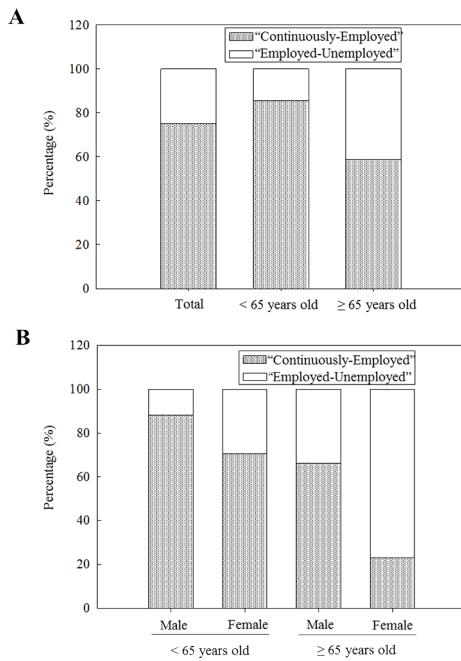 A
120
"Continuously-Employed"
"Employed-Unemployed"
100
80
60
40
20
0
Percentage (%)
Total
< 65 years old
≥ 65 years old
B
120
"Continuously-Employed"
"Employed-Unemployed"
100
80
60
40
20
0
Percentage (%)
Male Female Male Female
< 65 years old ≥ 65 years old